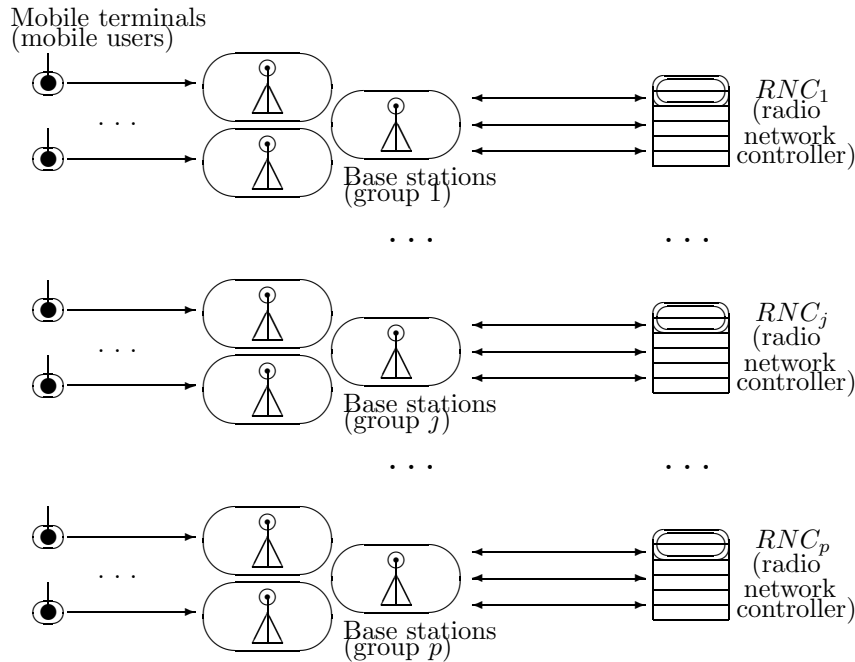 Mobile terminals
(mobile users)
. . .
Base stations
(group 1)
RNC₁
(radio
network
controller)
. . .
. . .
. . .
Base stations
(group j)
RNCⱼ
(radio
network
controller)
. . .
. . .
. . .
Base stations
(group p)
RNCₚ
(radio
network
controller)